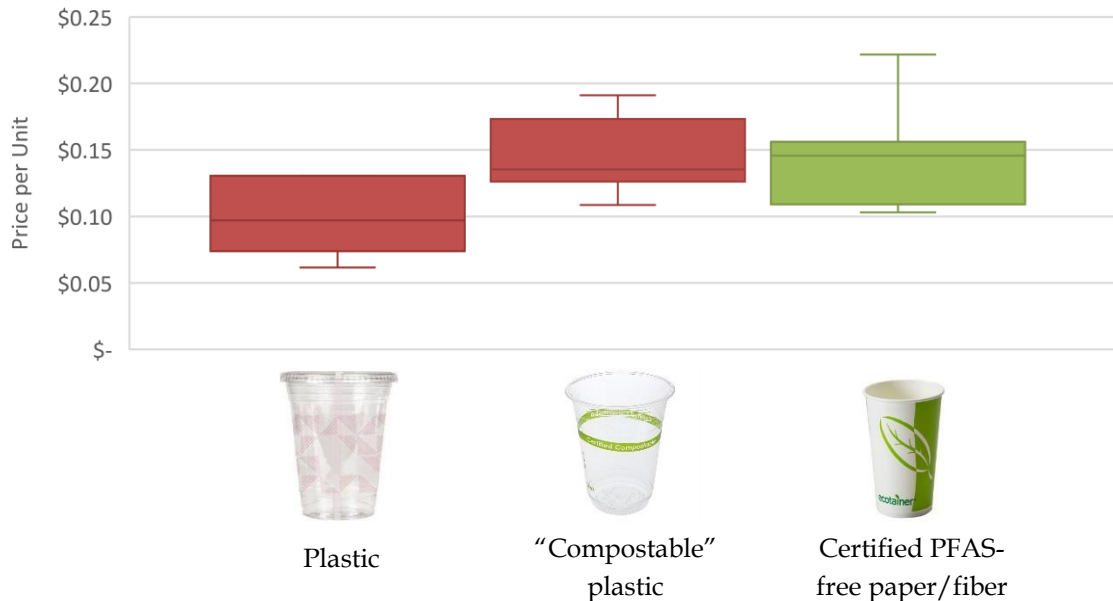 $0.25
$0.20
$0.15
$0.10
$0.05
$-
Price per Unit
Certified Compostable
ecotainer
Plastic
“Compostable”
plastic
Certified PFAS-
free paper/fiber